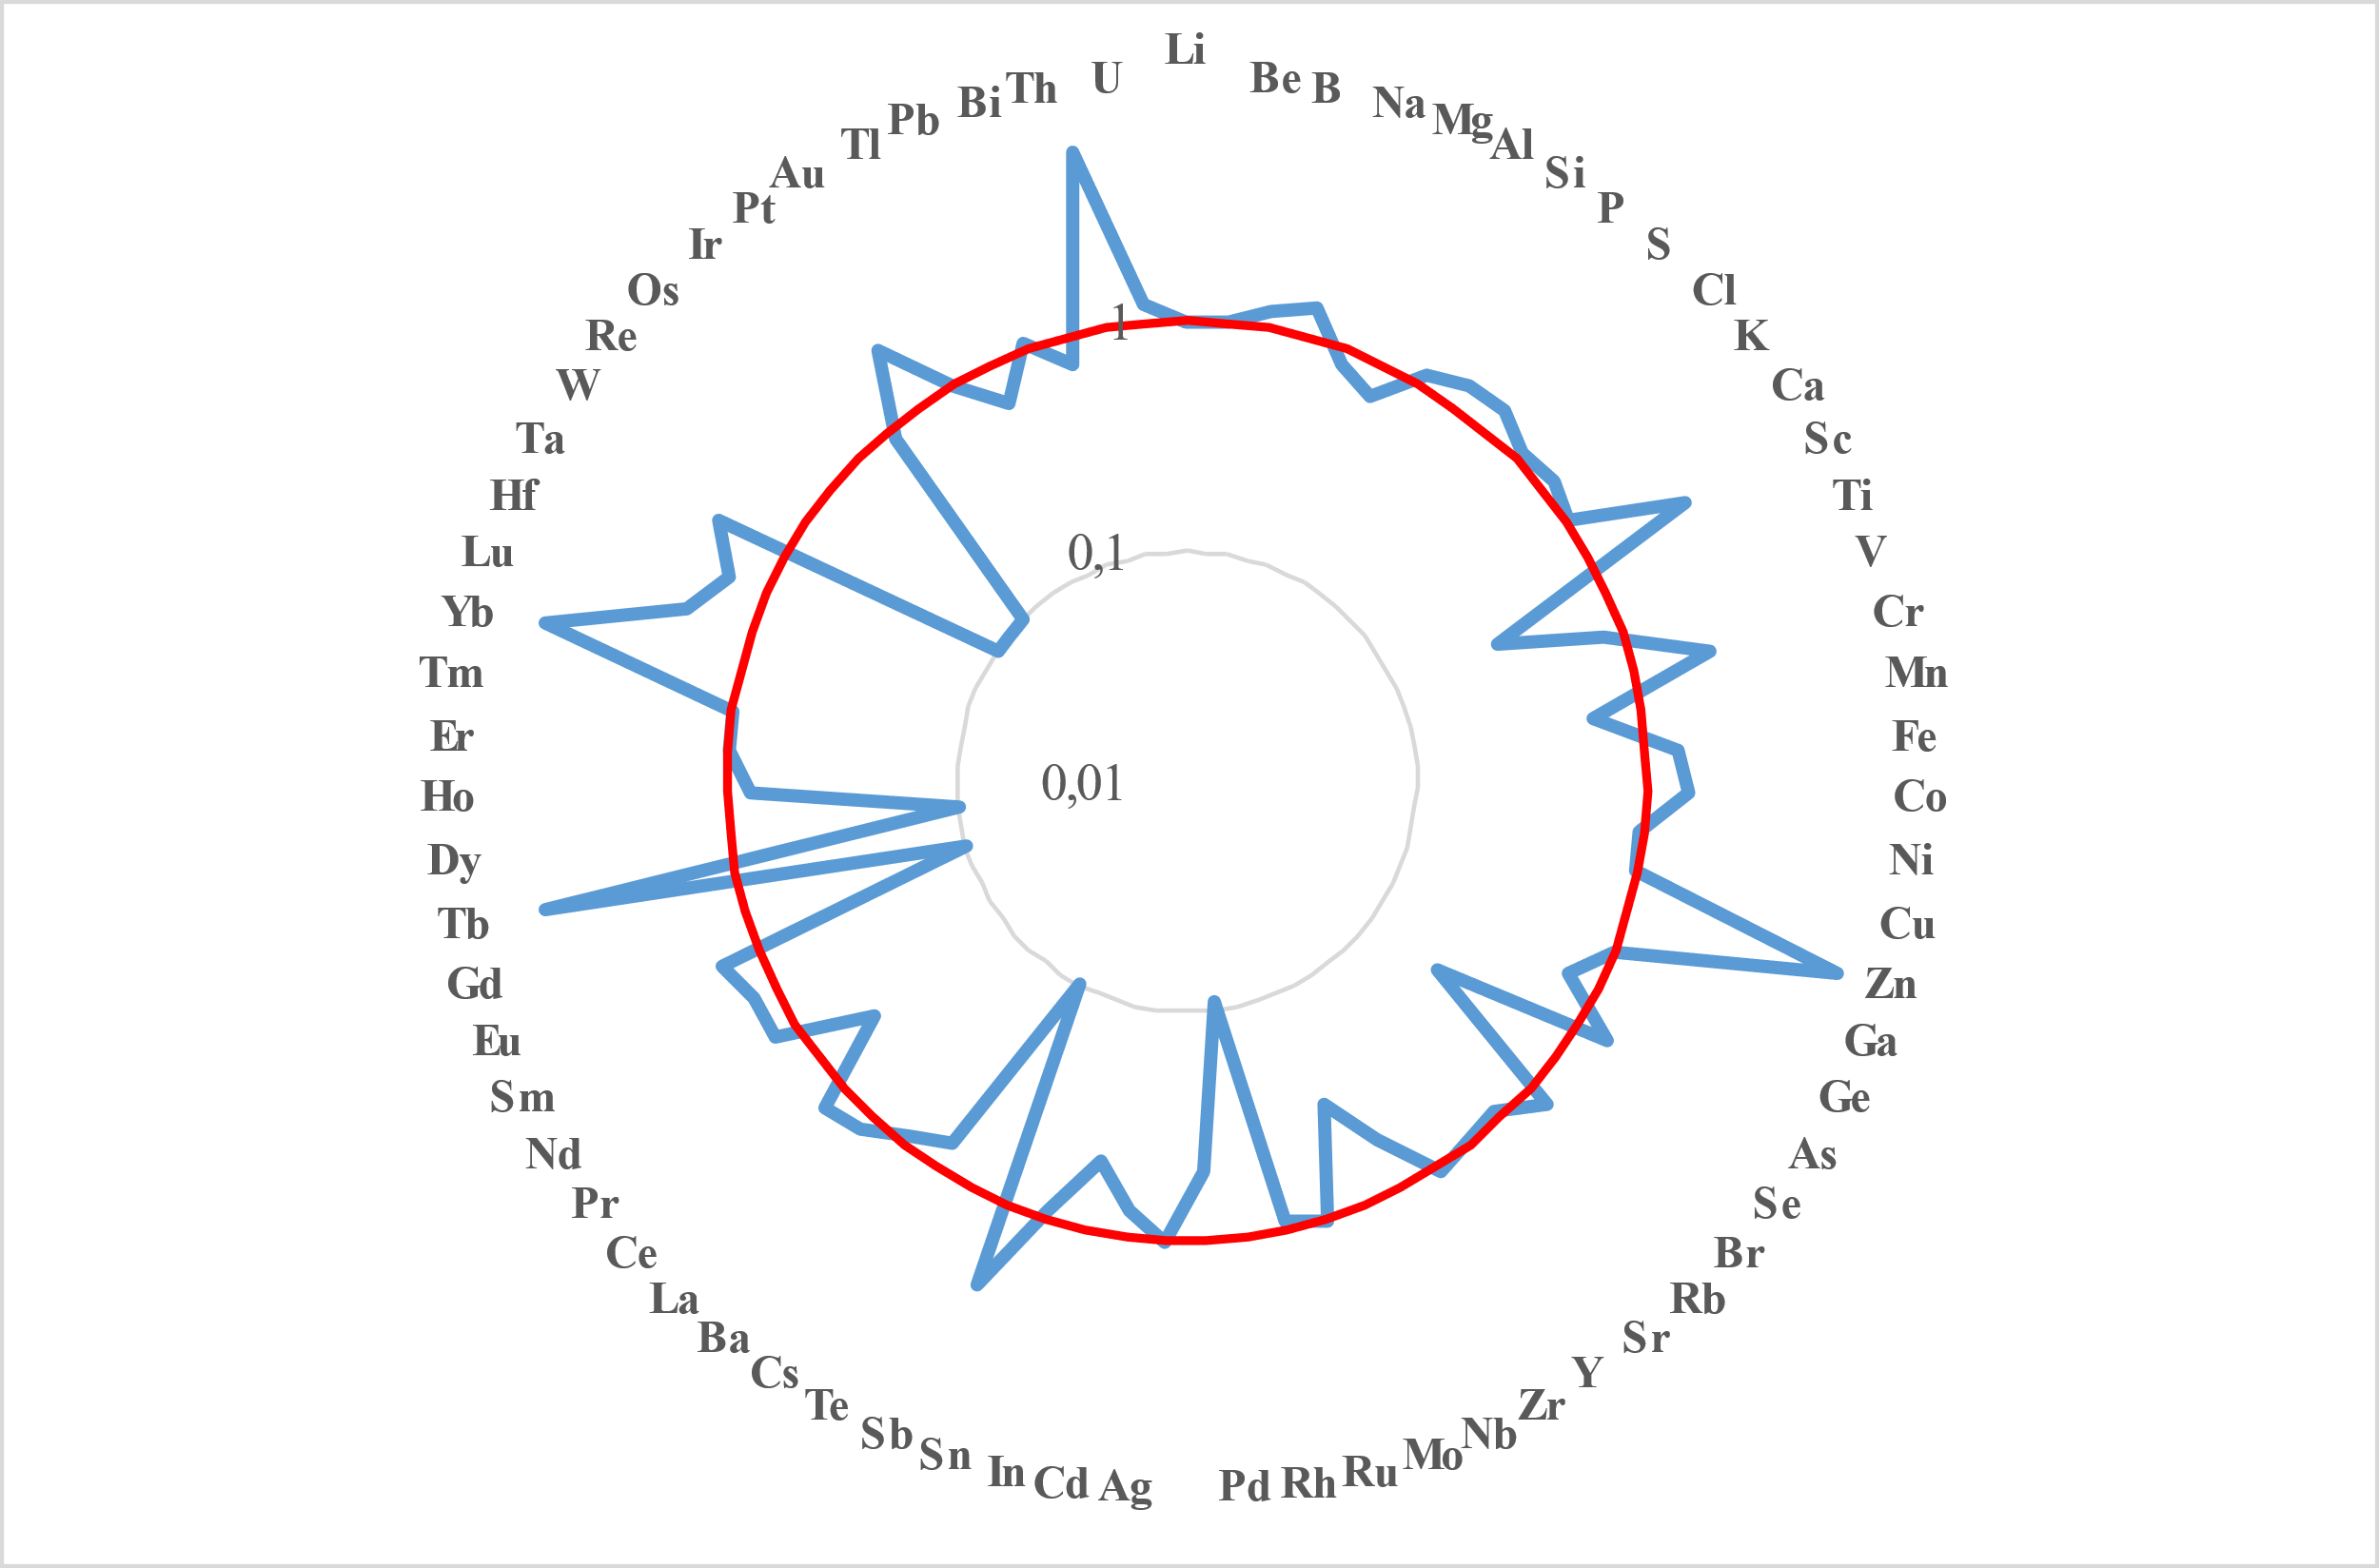 Li
Be
B
Na
Mg
Al
Si
P
S
Cl
K
Ca
Sc
Ti
V
Cr
Mn
Fe
Co
Ni
Cu
Zn
Ga
Ge
As
Se
Br
Rb
Sr
Y
Zr
Nb
Mo
Ru
Rh
Pd
Ag
Cd
In
Sn
Sb
Te
Cs
Ba
La
Ce
Pr
Nd
Sm
Eu
Gd
Tb
Dy
Ho
Er
Tm
Yb
Lu
Hf
Ta
W
Re
Os
Ir
Pt
Au
Tl
Pb
Bi
Th
U
1
0,1
0,01